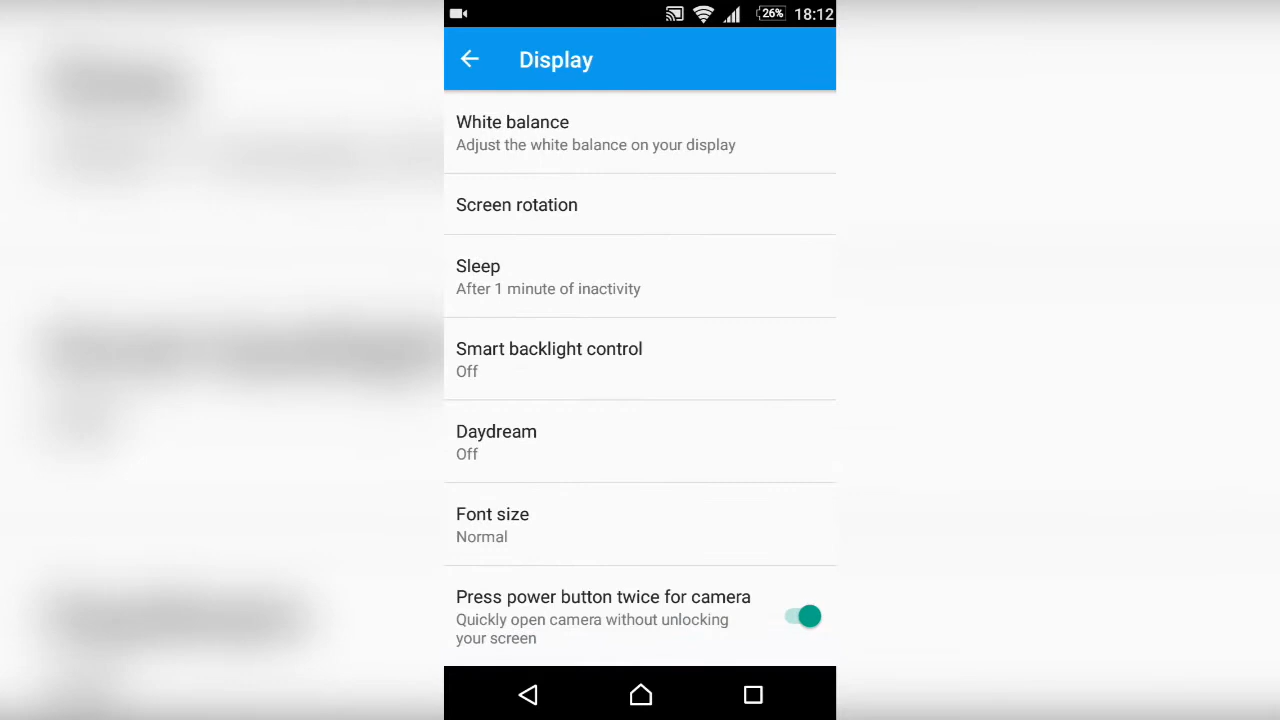 26% 18:12
Display
White balance
Adjust the white balance on your display
Screen rotation
Sleep
After 1 minute of inactivity
Smart backlight control
Off
Daydream
Off
Font size
Normal
Press power button twice for camera
Quickly open camera without unlocking
your screen